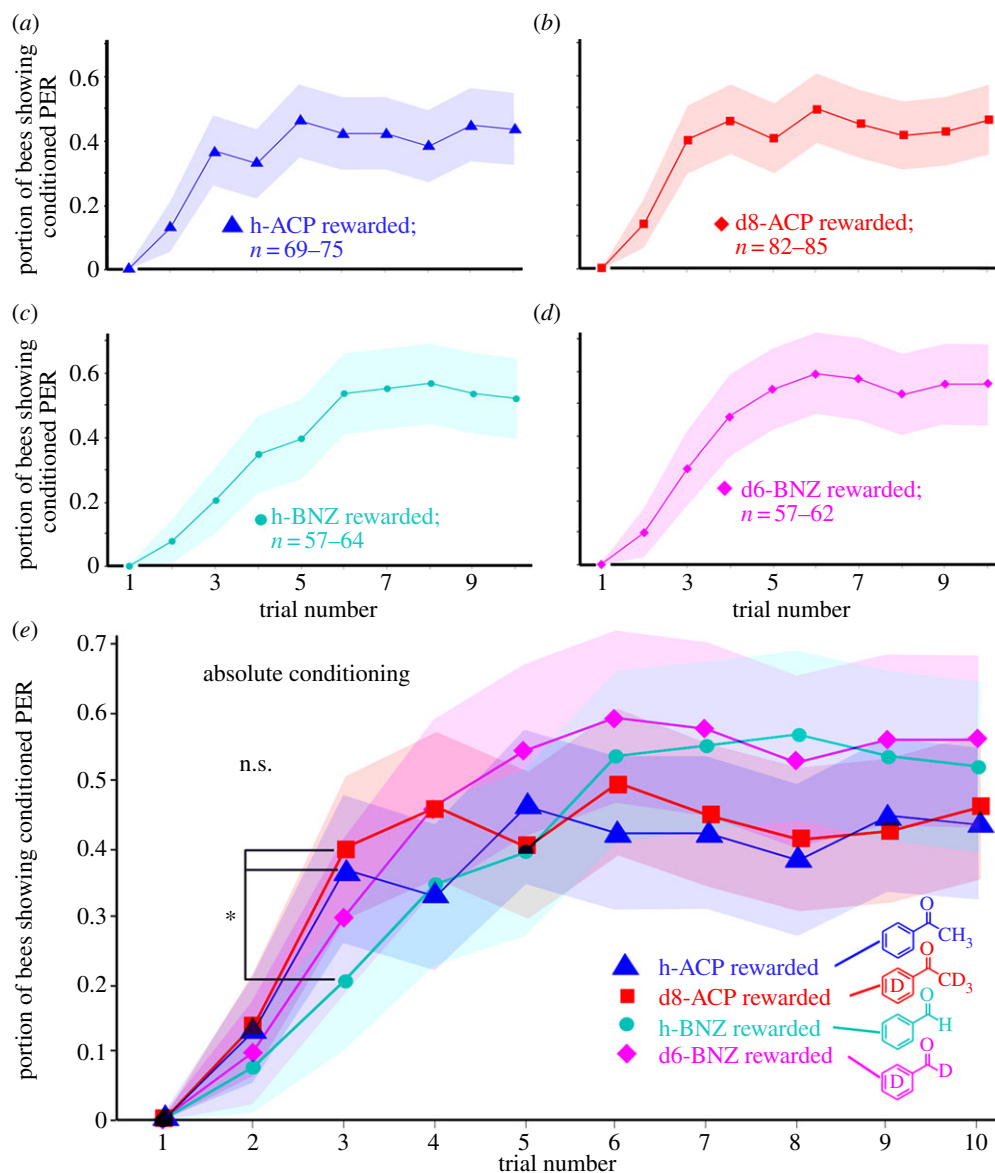 (a)
portion of bees showing
conditioned PER
0.6
0.4
0.2
0
h-ACP rewarded;
n = 69–75
(b)
d8-ACP rewarded;
n = 82–85
(c)
portion of bees showing
conditioned PER
0.6
0.4
0.2
0
h-BNZ rewarded;
n = 57–64
1 3 5 7 9
trial number
(d)
d6-BNZ rewarded;
n = 57–62
1 3 5 7 9
trial number
(e)
portion of bees showing conditioned PER
0.7
0.6
0.5
0.4
0.3
0.2
0.1
0
absolute conditioning
n.s.
*
h-ACP rewarded
O
CH3
d8-ACP rewarded
O
D
CD3
h-BNZ rewarded
O
H
d6-BNZ rewarded
O
D
D
1 2 3 4 5 6 7 8 9 10
trial number